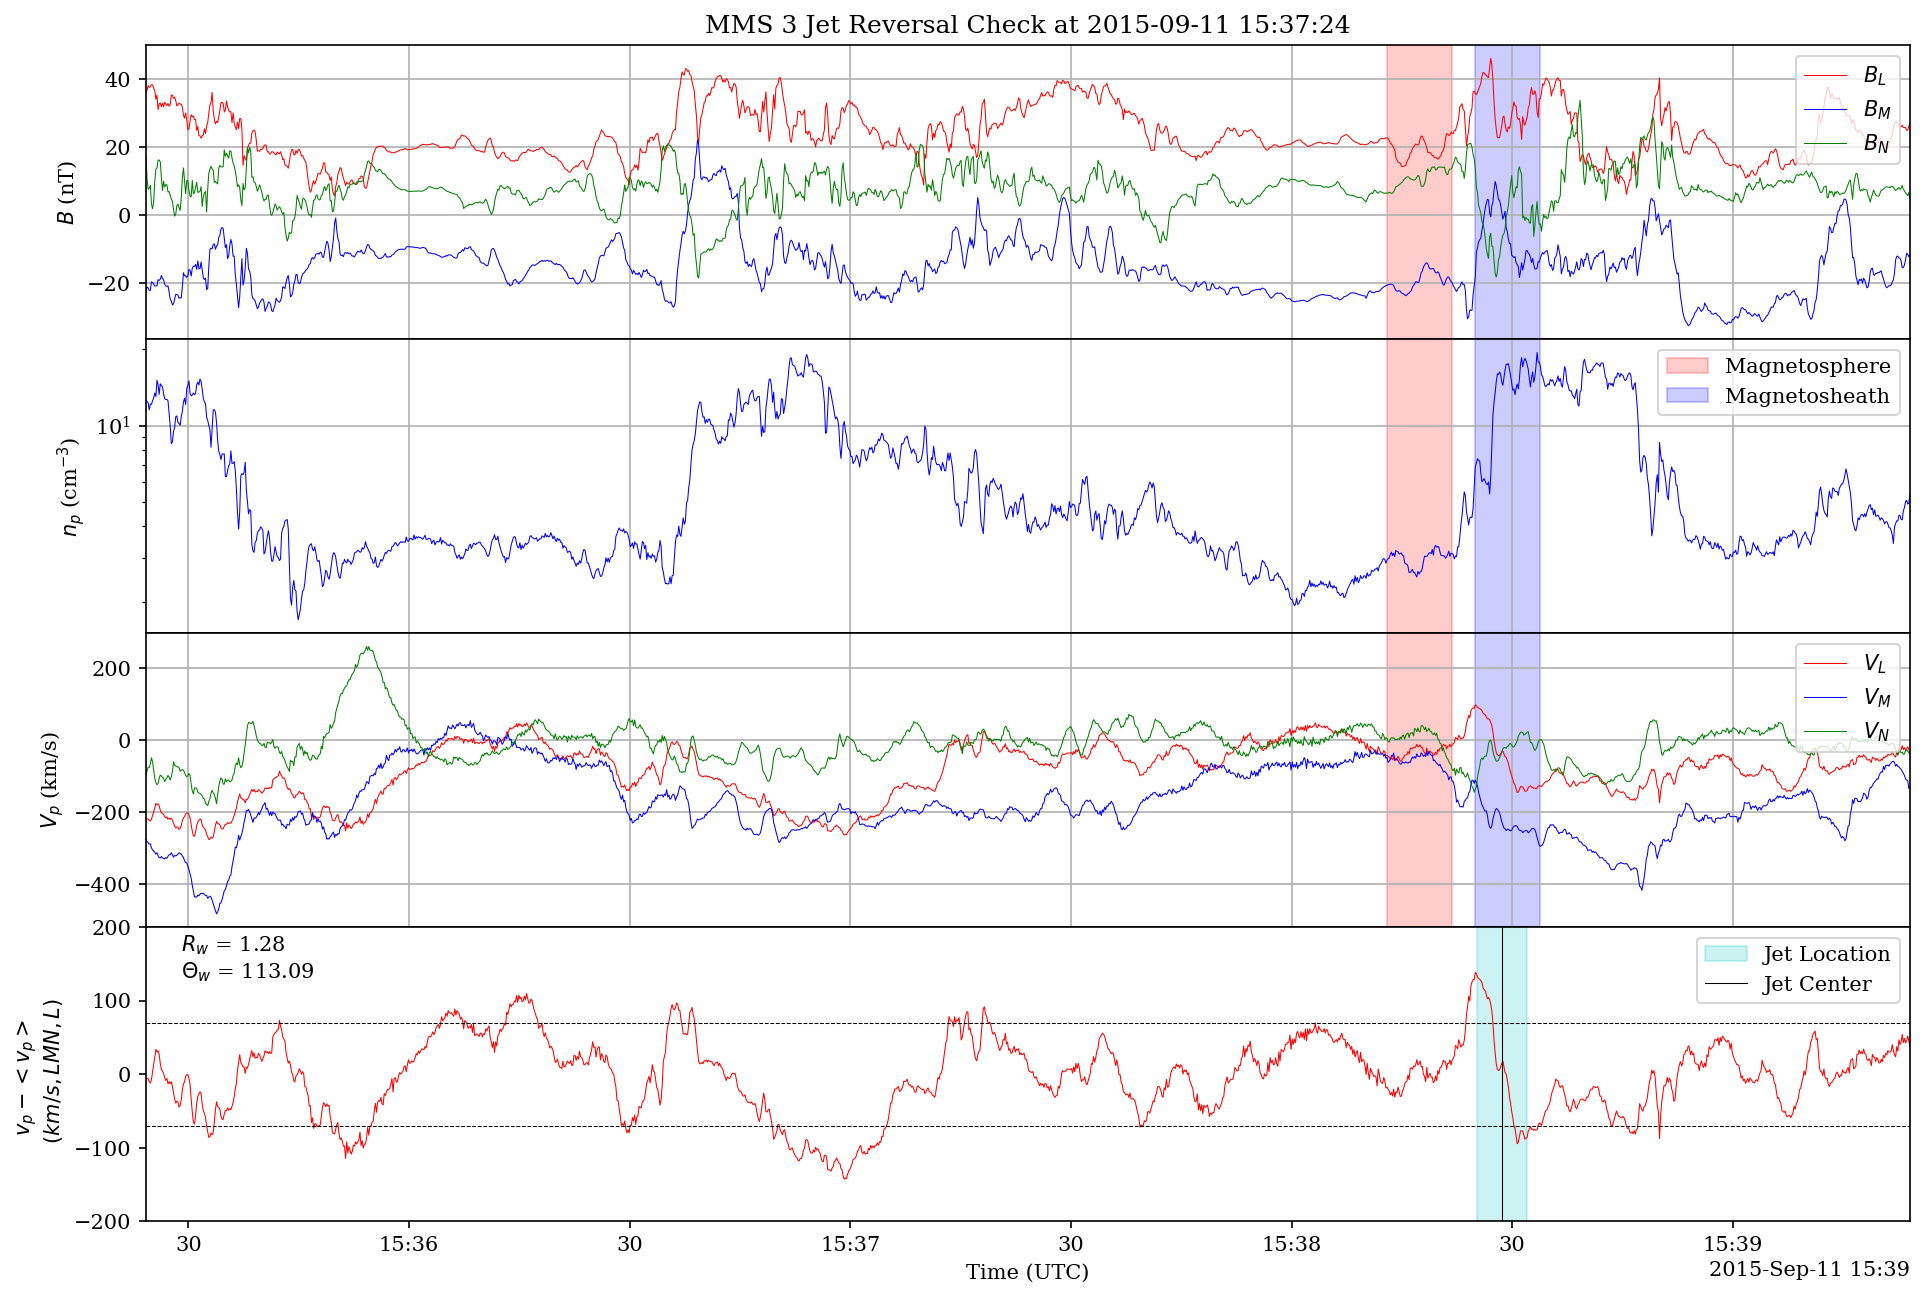 MMS 3 Jet Reversal Check at 2015-09-11 15:37:24
40
20
0
−20
B (nT)
B_L
B_M
B_N
10^1
n_p (cm^{−3})
Magnetosphere
Magnetosheath
200
0
−200
−400
V_p (km/s)
V_L
V_M
V_N
200
100
0
−100
−200
v_p − < v_p >
(km/s, LMN, L)
R_w = 1.28
Θ_w = 113.09
Jet Location
Jet Center
30
15:36
30
15:37
30
15:38
30
15:39
Time (UTC)
2015-Sep-11 15:39